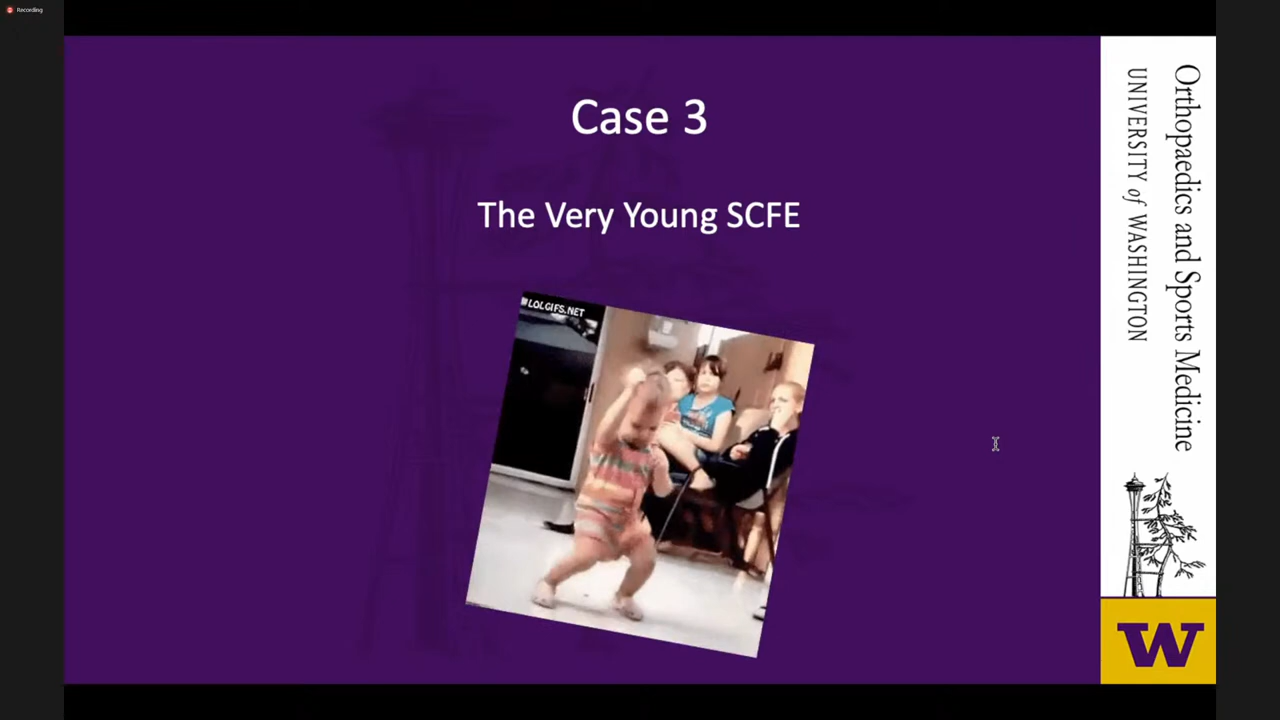 Recording
Case 3
The Very Young SCFE
LOLGIFS.NET
Orthopaedics and Sports Medicine
UNIVERSITY of WASHINGTON
W